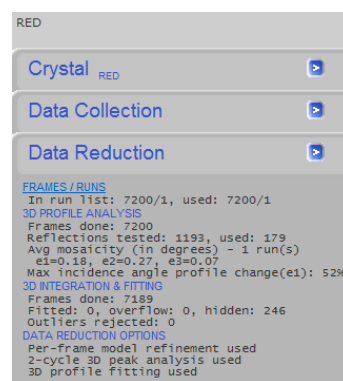 RED
Crystal RED
Data Collection
Data Reduction
FRAMES / RUNS
In run list: 7200/1, used: 7200/1
3D PROFILE ANALYSIS
Frames done: 7200
Reflections tested: 1193, used: 179
Avg mosaicity (in degrees) - 1 run(s)
e1=0.18, e2=0.27, e3=0.07
Max incidence angle profile change(e1): 52%
3D INTEGRATION & FITTING
Frames done: 7189
Fitted: 0, overflow: 0, hidden: 246
Outliers rejected: 0
DATA REDUCTION OPTIONS
Per-frame model refinement used
2-cycle 3D peak analysis used
3D profile fitting used